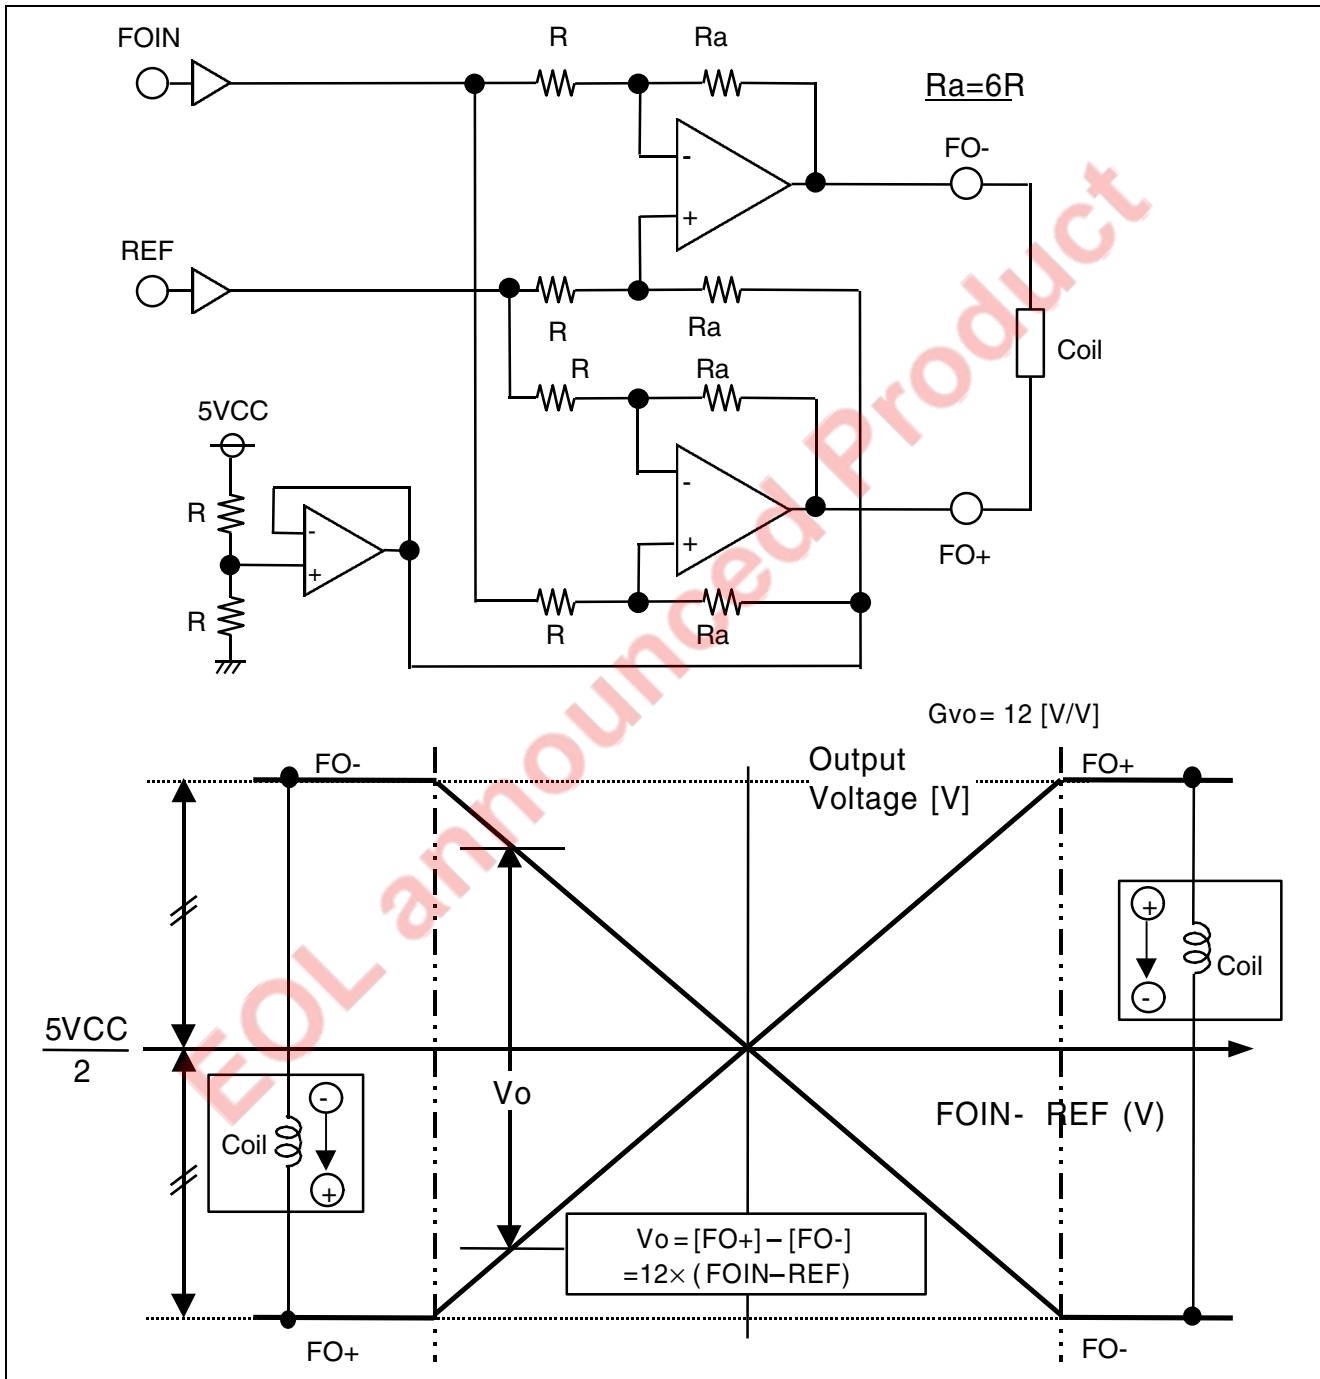 FOIN
R
Ra
Ra=6R
-
+
FO-
REF
R
Ra
Coil
R
Ra
5VCC
R
-
+
R
-
+
FO+
R
Ra
Gvo= 12 [V/V]
FO-
Output
Voltage [V]
FO+
+
-
Coil
5VCC
2
Vo
FOIN- REF (V)
-
Coil
+
Vo=[FO+]–[FO-]
=12× (FOIN–REF)
FO+
FO-
EOL announced Product